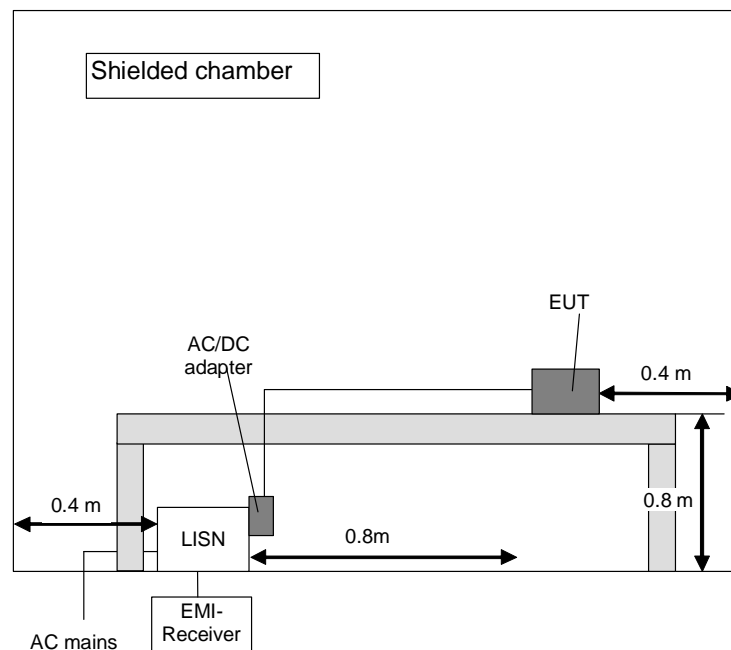 Shielded chamber
EUT
AC/DC
adapter
0.4 m
0.4 m
0.8 m
LISN
0.8m
EMI-
Receiver
AC mains